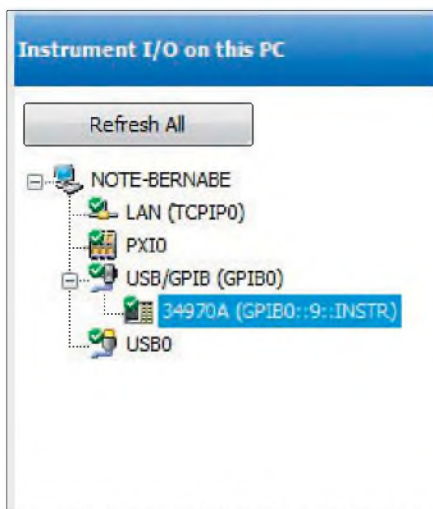 Instrument I/O on this PC
Refresh All
NOTE-BERNABE
LAN (TCPIP0)
PXI0
USB/GPIB (GPIB0)
34970A (GPIB0::9::INSTR)
USB0